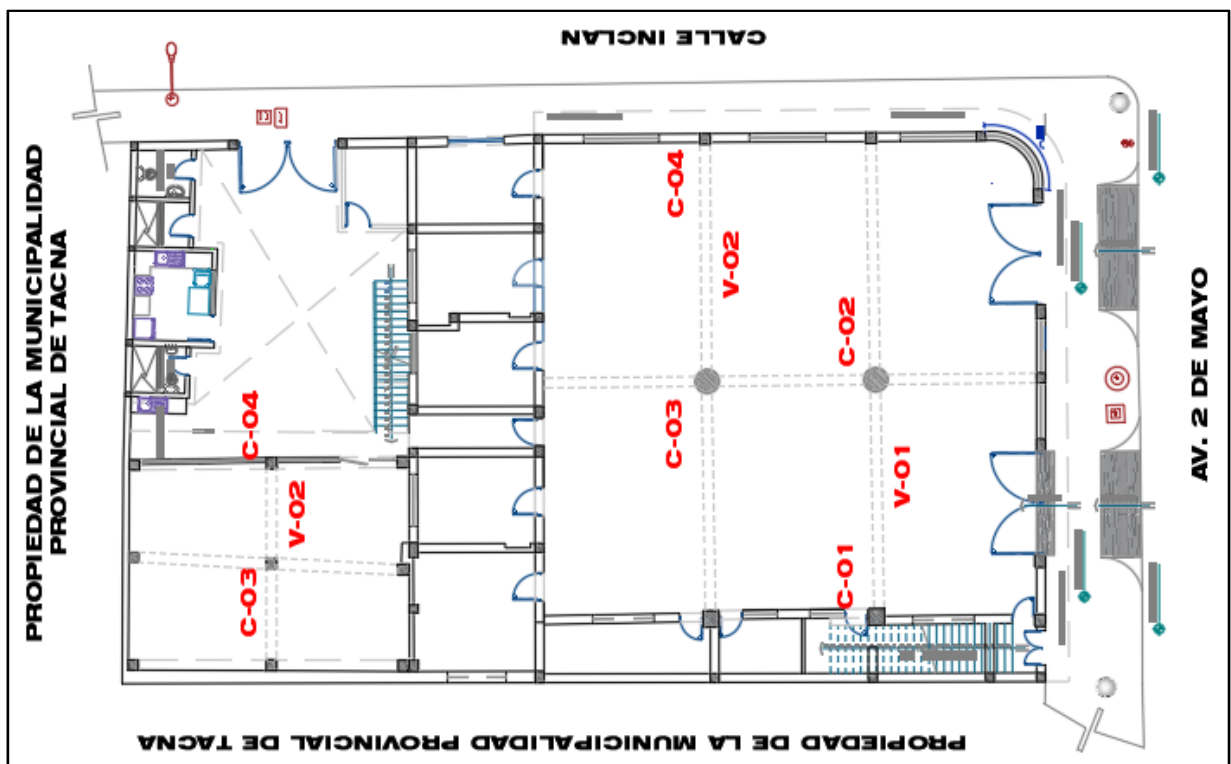 CALLE INCLAN
PROPIEDAD DE LA MUNICIPALIDAD
PROVINCIAL DE TACNA
C-04
V-02
C-02
C-03
V-01
C-01
C-04
V-02
C-03
AV. 2 DE MAYO
PROPIEDAD DE LA MUNICIPALIDAD PROVINCIAL DE TACNA